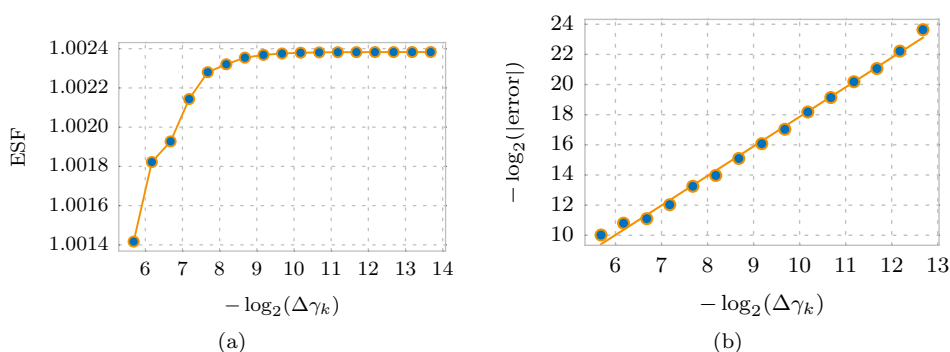 1.0024
1.0022
1.0020
1.0018
1.0016
1.0014
ESF
6 7 8 9 10 11 12 13 14
− log₂(Δγₖ)
(a)
24
22
20
18
16
14
12
10
− log₂(|error|)
6 7 8 9 10 11 12 13
− log₂(Δγₖ)
(b)